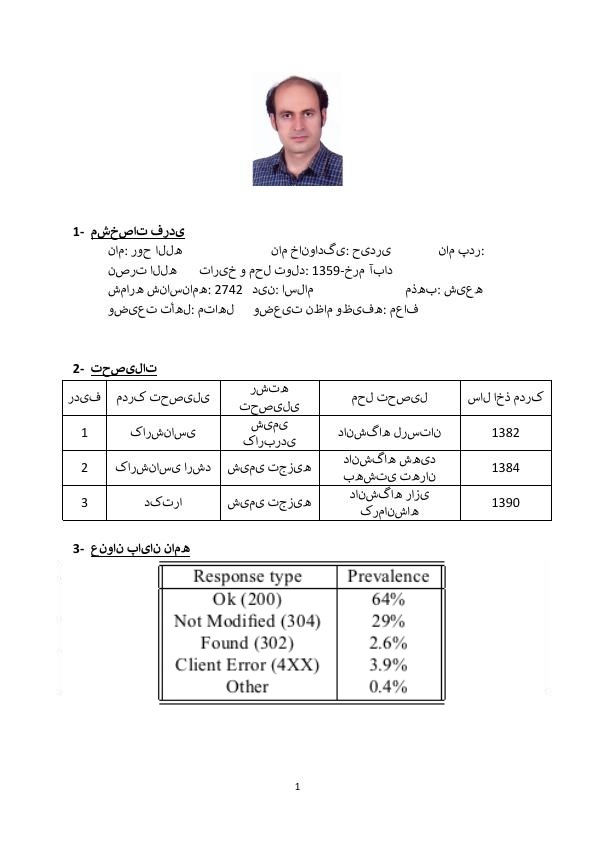 1- مشخصات فردی
نام: روح الله نام خانوادگی: حیدری نام پدر:
نصرت الله تاریخ و محل تولد: 1359-خرم آباد
شماره شناسنامه: 2742 دین: اسلام مذهب: شیعه
وضعیت تأهل: متاهل وضعیت نظام وظیفه: معاف
2- تحصیلات
ردیف مدرک تحصیلی رشته تحصیلی محل تحصیل سال اخذ مدرک
1 کارشناسی شیمی کاربردی دانشگاه لرستان 1382
2 کارشناسی ارشد شیمی تجزیه دانشگاه شهید بهشتی تهران 1384
3 دکترا شیمی تجزیه دانشگاه رازی کرمانشاه 1390
3- عنوان پایان نامه
Response type Prevalence
Ok (200) 64%
Not Modified (304) 29%
Found (302) 2.6%
Client Error (4XX) 3.9%
Other 0.4%
1